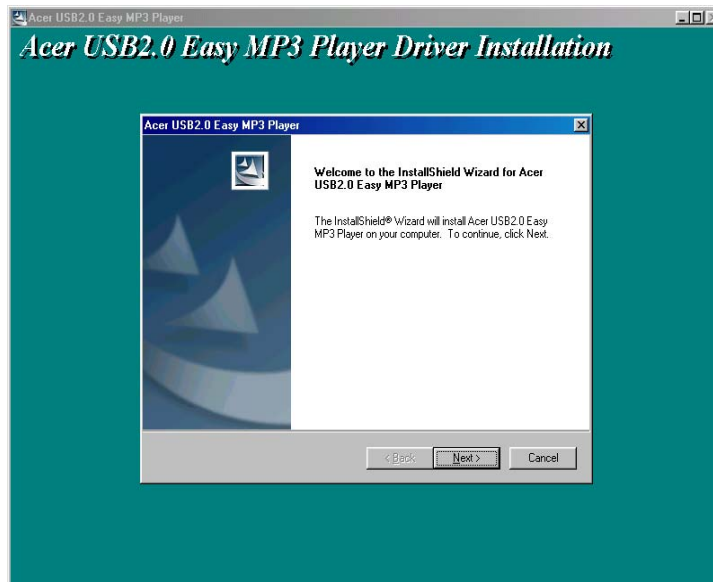 Acer USB2.0 Easy MP3 Player
Acer USB2.0 Easy MP3 Player Driver Installation
Acer USB2.0 Easy MP3 Player
Welcome to the InstallShield Wizard for Acer
USB2.0 Easy MP3 Player
The InstallShield® Wizard will install Acer USB2.0 Easy
MP3 Player on your computer. To continue, click Next.
< Back Next > Cancel